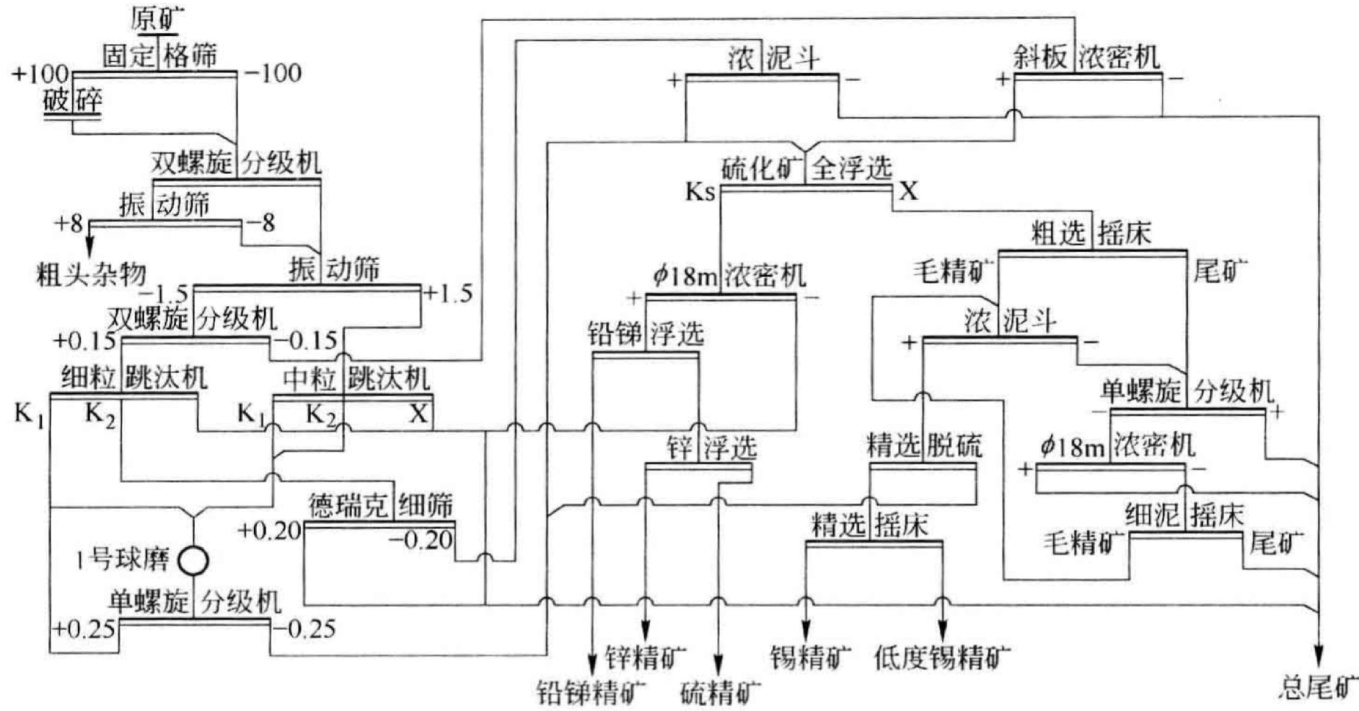 原矿
固定格筛
+100
−100
破碎
双螺旋分级机
振动筛
+8
−8
粗头杂物
振动筛
−1.5
+1.5
双螺旋分级机
+0.15
−0.15
细粒跳汰机
K₁
K₂
中粒跳汰机
K₁
K₂
X
德瑞克细筛
+0.20
−0.20
1号球磨
单螺旋分级机
+0.25
−0.25
浓泥斗
+
−
斜板浓密机
+
−
硫化矿全浮选
Ks
X
ϕ18m浓密机
+
−
铅锑浮选
锌浮选
粗选摇床
毛精矿
尾矿
浓泥斗
+
−
单螺旋分级机
−
+
ϕ18m浓密机
+
−
精选脱硫
精选摇床
细泥摇床
毛精矿
尾矿
铅锑精矿
锌精矿
硫精矿
锡精矿
低度锡精矿
总尾矿